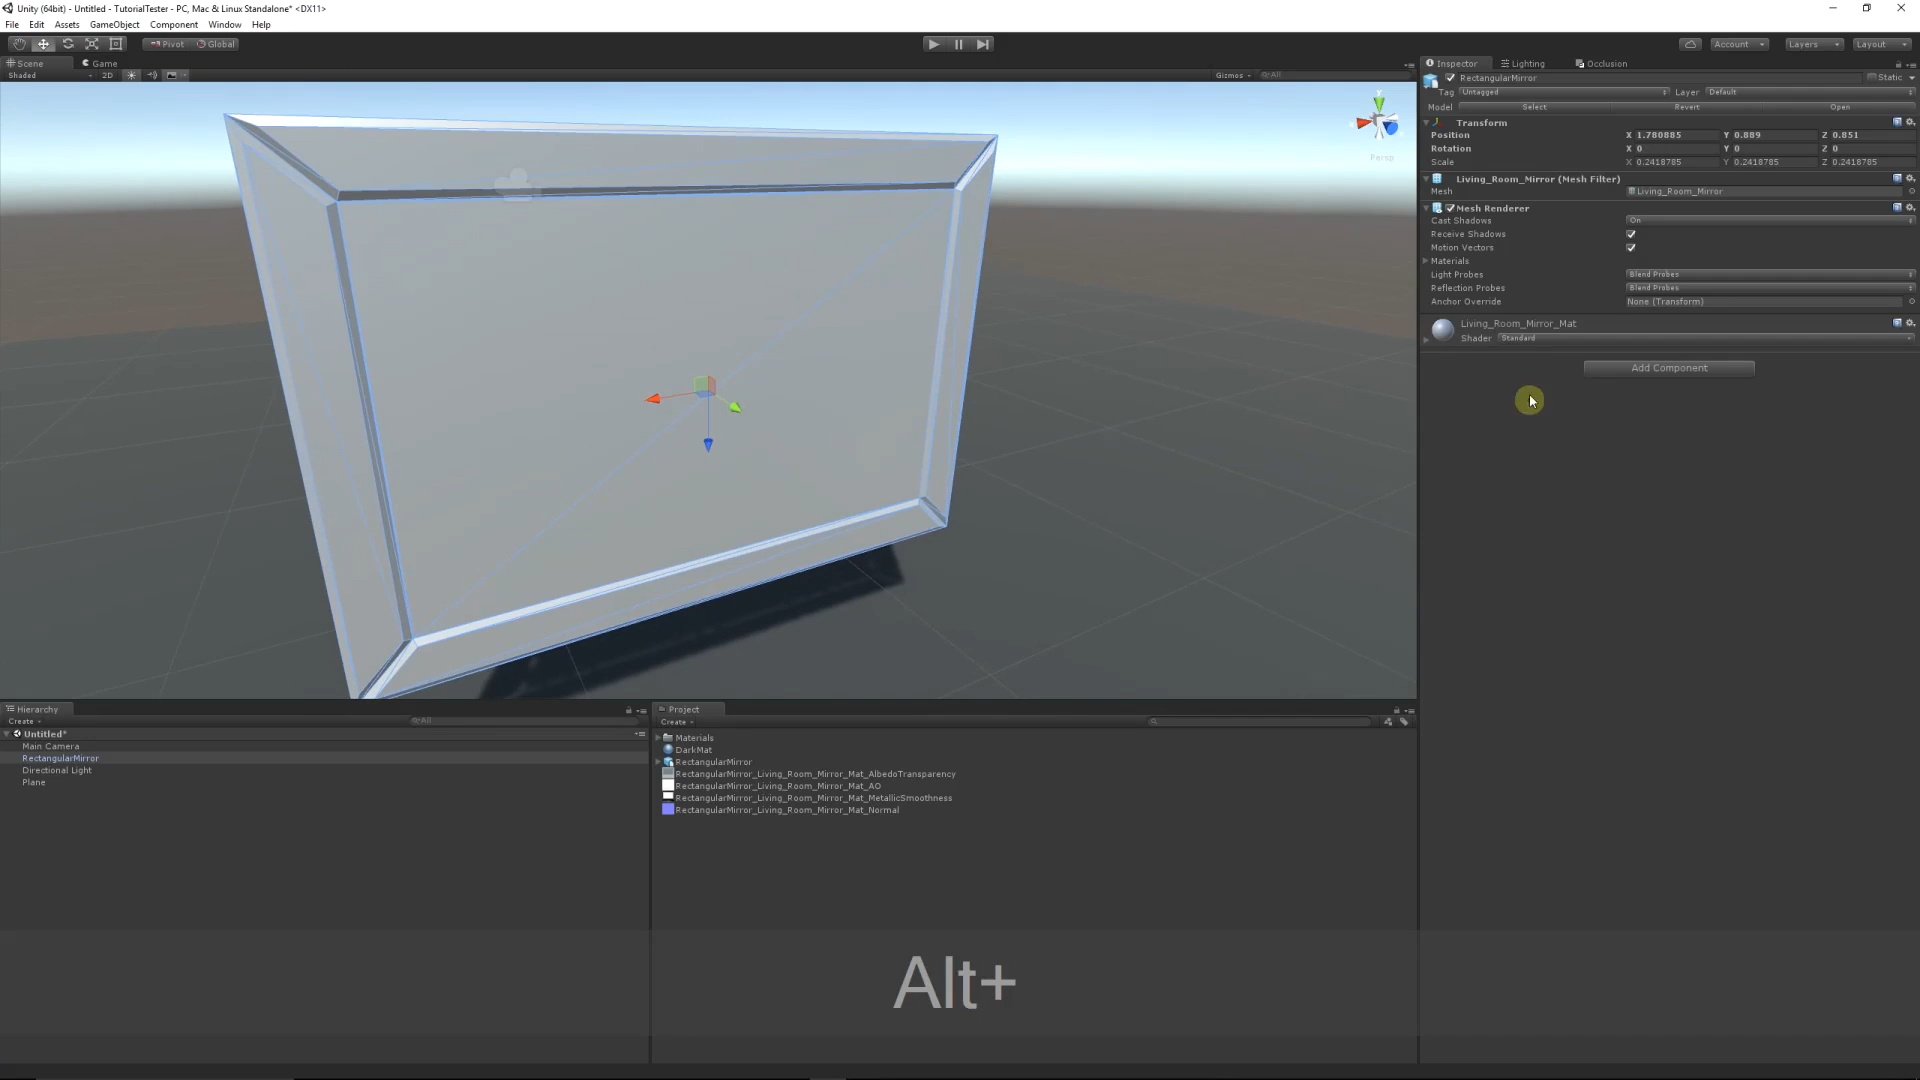 Unity (64bit) - Untitled - TutorialTester - PC, Mac & Linux Standalone* <DX11>
File Edit Assets GameObject Component Window Help
Pivot Global Account Layers Layout
Scene Game
Shaded 2D Gizmos All
Persp
Inspector Lighting Occlusion
RectangularMirror Static
Tag Untagged Layer Default
Model Select Revert Open
Transform
Position X 1.780885 Y 0.889 Z 0.851
Rotation X 0 Y 0 Z 0
Scale X 0.2418785 Y 0.2418785 Z 0.2418785
Living_Room_Mirror (Mesh Filter)
Mesh Living_Room_Mirror
Mesh Renderer
Cast Shadows On
Receive Shadows
Motion Vectors
Materials
Light Probes Blend Probes
Reflection Probes Blend Probes
Anchor Override None (Transform)
Living_Room_Mirror_Mat
Shader Standard
Add Component
Hierarchy
Create All
Untitled*
Main Camera
RectangularMirror
Directional Light
Plane
Project
Create
Materials
DarkMat
RectangularMirror
RectangularMirror_Living_Room_Mirror_Mat_AlbedoTransparency
RectangularMirror_Living_Room_Mirror_Mat_AO
RectangularMirror_Living_Room_Mirror_Mat_MetallicSmoothness
RectangularMirror_Living_Room_Mirror_Mat_Normal
Alt+